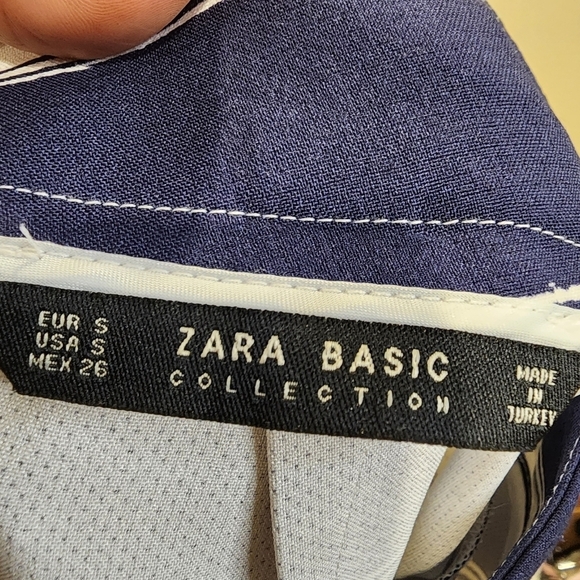 EUR S
USA S
MEX 26
ZARA BASIC
COLLECTION
MADE
IN
TURKEY